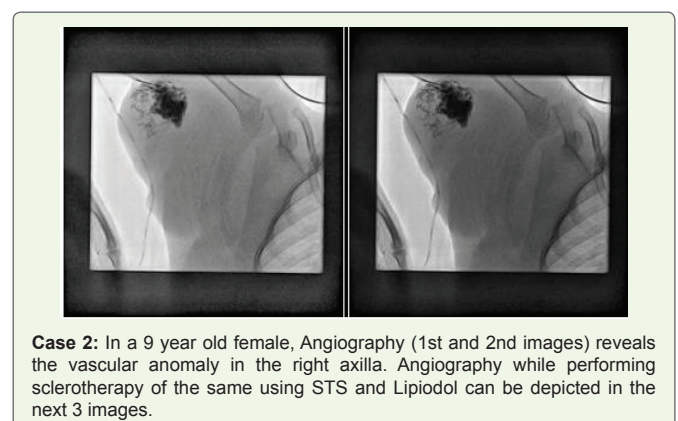 Case 2: In a 9 year old female, Angiography (1st and 2nd images) reveals
the vascular anomaly in the right axilla. Angiography while performing
sclerotherapy of the same using STS and Lipiodol can be depicted in the
next 3 images.